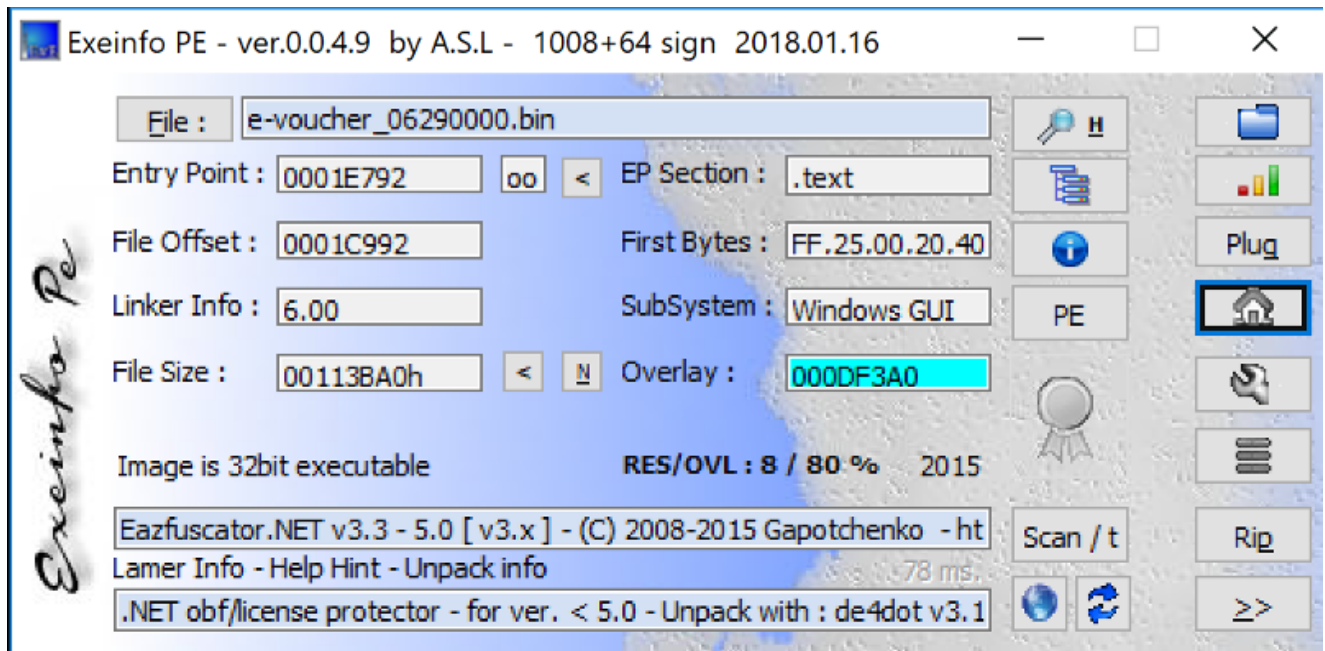 Exeinfo PE - ver.0.0.4.9 by A.S.L - 1008+64 sign 2018.01.16
File : e-voucher_06290000.bin H
Entry Point : 0001E792 oo < EP Section : .text
File Offset : 0001C992 First Bytes : FF.25.00.20.40 Plug
Linker Info : 6.00 SubSystem : Windows GUI PE
File Size : 00113BA0h < N Overlay : 000DF3A0
Image is 32bit executable RES/OVL : 8 / 80 % 2015
Eazfuscator.NET v3.3 - 5.0 [ v3.x ] - (C) 2008-2015 Gapotchenko - ht Scan / t Rip
Lamer Info - Help Hint - Unpack info 78 ms.
.NET obf/license protector - for ver. < 5.0 - Unpack with : de4dot v3.1 >>
Exeinfo Pe